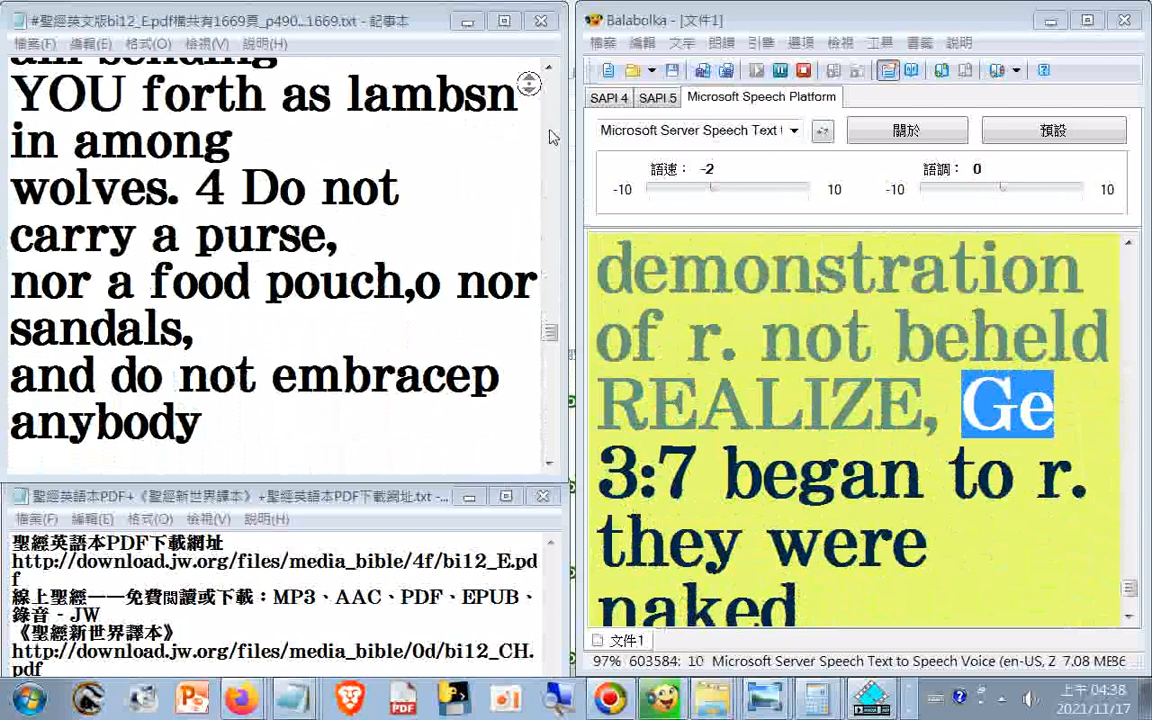 #聖經英文版bi12_E.pdf檔共有1669頁_p490...1669.txt - 記事本
檔案(F) 編輯(E) 格式(O) 檢視(V) 說明(H)
am sending
YOU forth as lambsn
in among
wolves. 4 Do not
carry a purse,
nor a food pouch,o nor
sandals,
and do not embracep
anybody
聖經英語本PDF+《聖經新世界譯本》+聖經英語本PDF下載網址.txt -...
檔案(F) 編輯(E) 格式(O) 檢視(V) 說明(H)
聖經英語本PDF下載網址
http://download.jw.org/files/media_bible/4f/bi12_E.pd
f
線上聖經——免費閱讀或下載：MP3、AAC、PDF、EPUB、
錄音 - JW
《聖經新世界譯本》
http://download.jw.org/files/media_bible/0d/bi12_CH.
pdf
Balabolka - [文件1]
檔案 編輯 文字 朗讀 引擎 選項 檢視 工具 書籤 說明
SAPI 4 SAPI 5 Microsoft Speech Platform
Microsoft Server Speech Text 關於 預設
語速： -2 語調： 0
-10 10 -10 10
demonstration
of r. not beheld
REALIZE, Ge
3:7 began to r.
they were
naked
文件1
97% 603584: 10 Microsoft Server Speech Text to Speech Voice (en-US, Z 7.08 MB
上午 04:38
2021/11/17